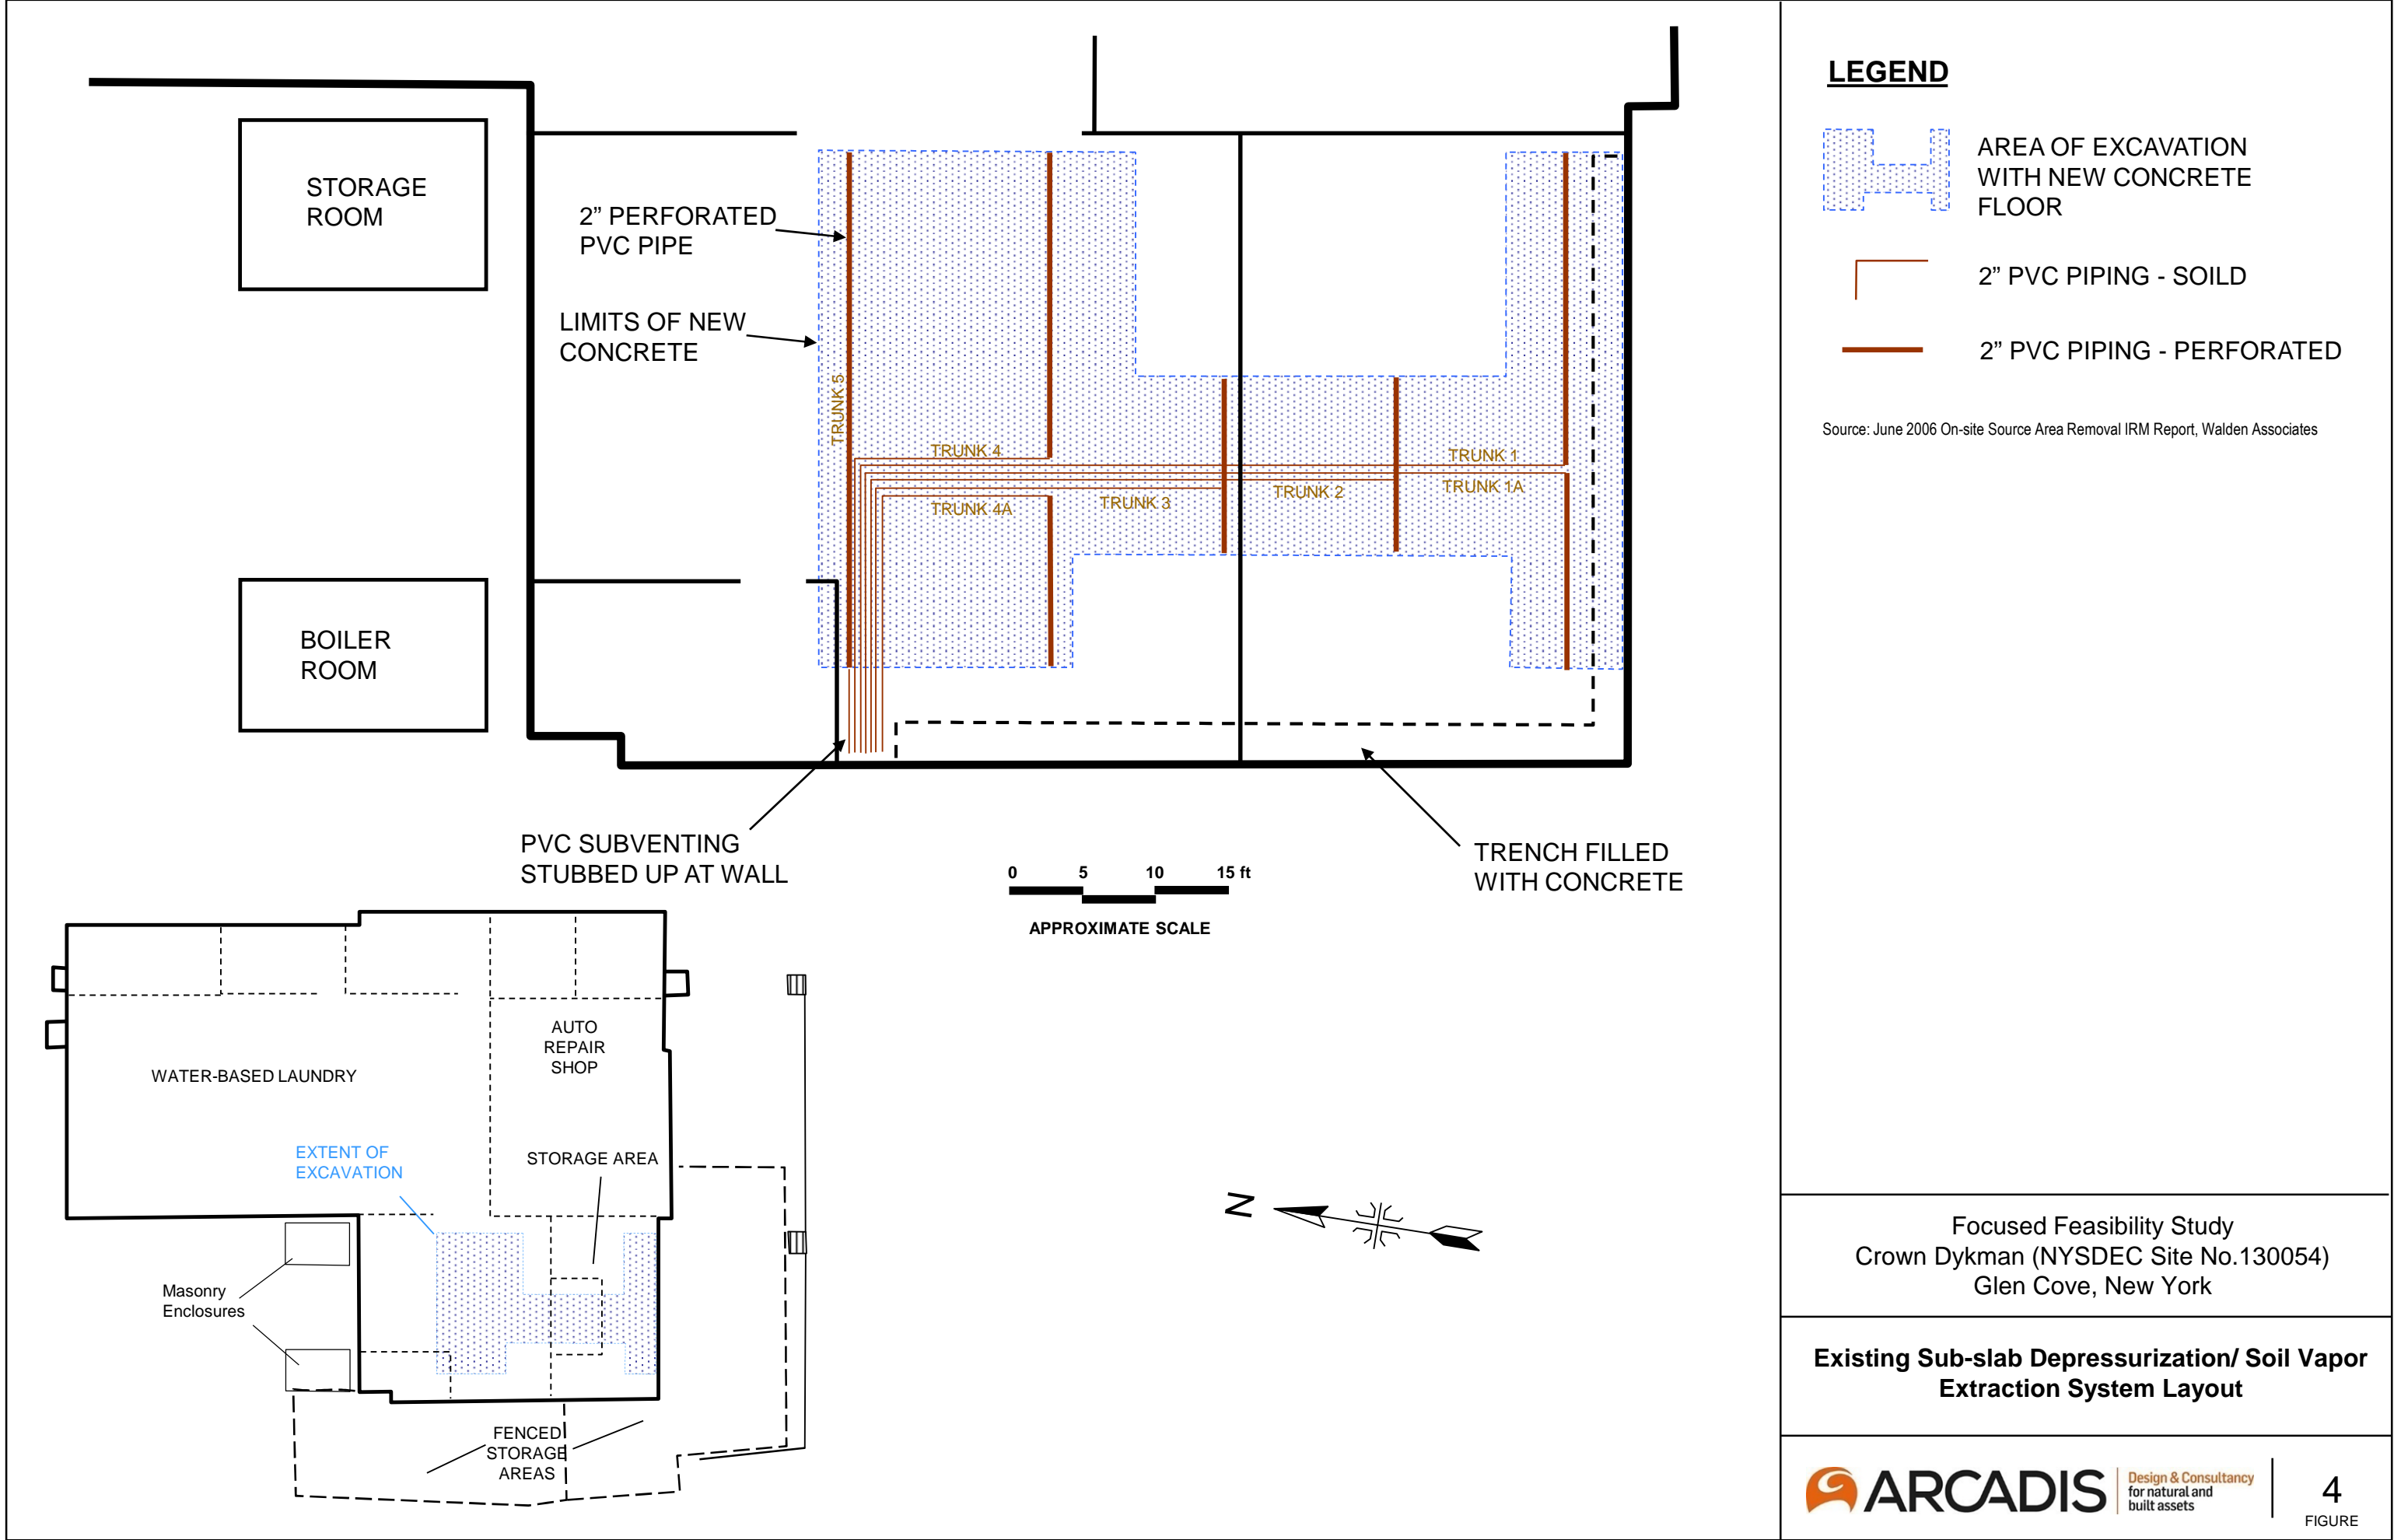 STORAGE
ROOM
2” PERFORATED
PVC PIPE
LIMITS OF NEW
CONCRETE
TRUNK 5
TRUNK 4
TRUNK 1
TRUNK 1A
TRUNK 2
TRUNK 3
TRUNK 4A
BOILER
ROOM
PVC SUBVENTING
STUBBED UP AT WALL
0 5 10 15 ft
APPROXIMATE SCALE
TRENCH FILLED
WITH CONCRETE
WATER-BASED LAUNDRY
AUTO
REPAIR
SHOP
EXTENT OF
EXCAVATION
STORAGE AREA
Masonry
Enclosures
FENCED
STORAGE
AREAS
N
LEGEND
AREA OF EXCAVATION
WITH NEW CONCRETE
FLOOR
2” PVC PIPING - SOILD
2” PVC PIPING - PERFORATED
Source: June 2006 On-site Source Area Removal IRM Report, Walden Associates
Focused Feasibility Study
Crown Dykman (NYSDEC Site No.130054)
Glen Cove, New York
Existing Sub-slab Depressurization/ Soil Vapor
Extraction System Layout
ARCADIS
Design & Consultancy
for natural and
built assets
4
FIGURE